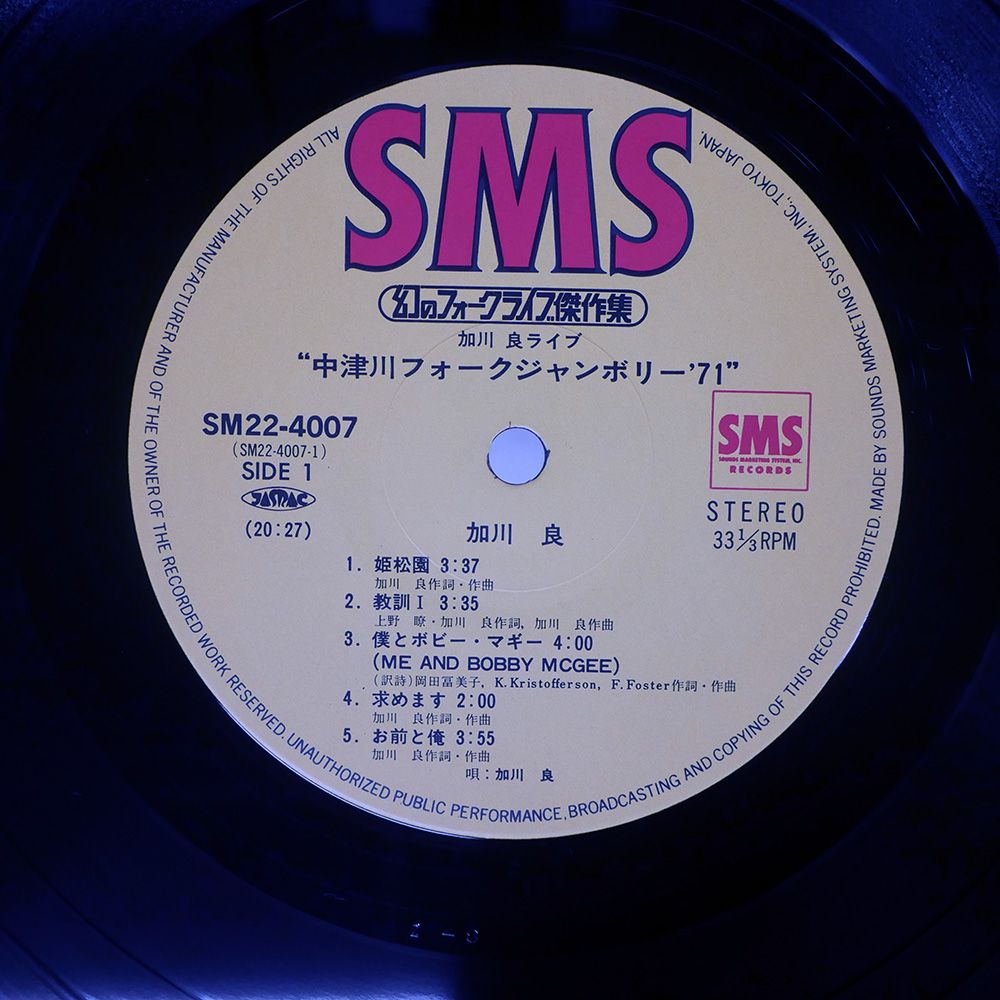 SMS
幻のフォークライブ傑作集
加川 良ライブ
“中津川フォークジャンボリー’71”
SM22-4007
(SM22-4007-1)
SIDE 1
JASRAC
(20:27)
SMS
SOUNDS MARKETING SYSTEM, INC.
RECORDS
STEREO
33 1/3 RPM
加川 良
1. 姫松園 3:37
加川 良作詞・作曲
2. 教訓Ⅰ 3:35
上野 瞭・加川 良作詞, 加川 良作曲
3. 僕とボビー・マギー 4:00
(ME AND BOBBY MCGEE)
(訳詩)岡田冨美子, K.Kristofferson, F.Foster作詞・作曲
4. 求めます 2:00
加川 良作詞・作曲
5. お前と俺 3:55
加川 良作詞・作曲
唄：加川 良
ALL RIGHTS OF THE MANUFACTURER AND OF THE OWNER OF THE RECORDED WORK RESERVED. UNAUTHORIZED PUBLIC PERFORMANCE, BROADCASTING AND COPYING OF THIS RECORD PROHIBITED. MADE BY SOUNDS MARKETING SYSTEM, INC, TOKYO JAPAN.